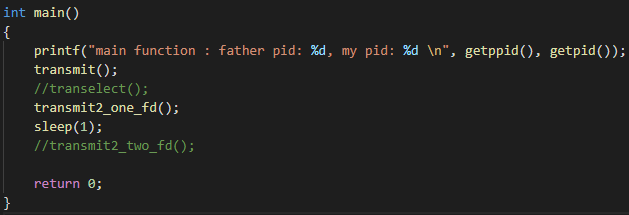 int main()
{
    printf("main function : father pid: %d, my pid: %d \n", getppid(), getpid());
    transmit();
    //transelect();
    transmit2_one_fd();
    sleep(1);
    //transmit2_two_fd();

    return 0;
}